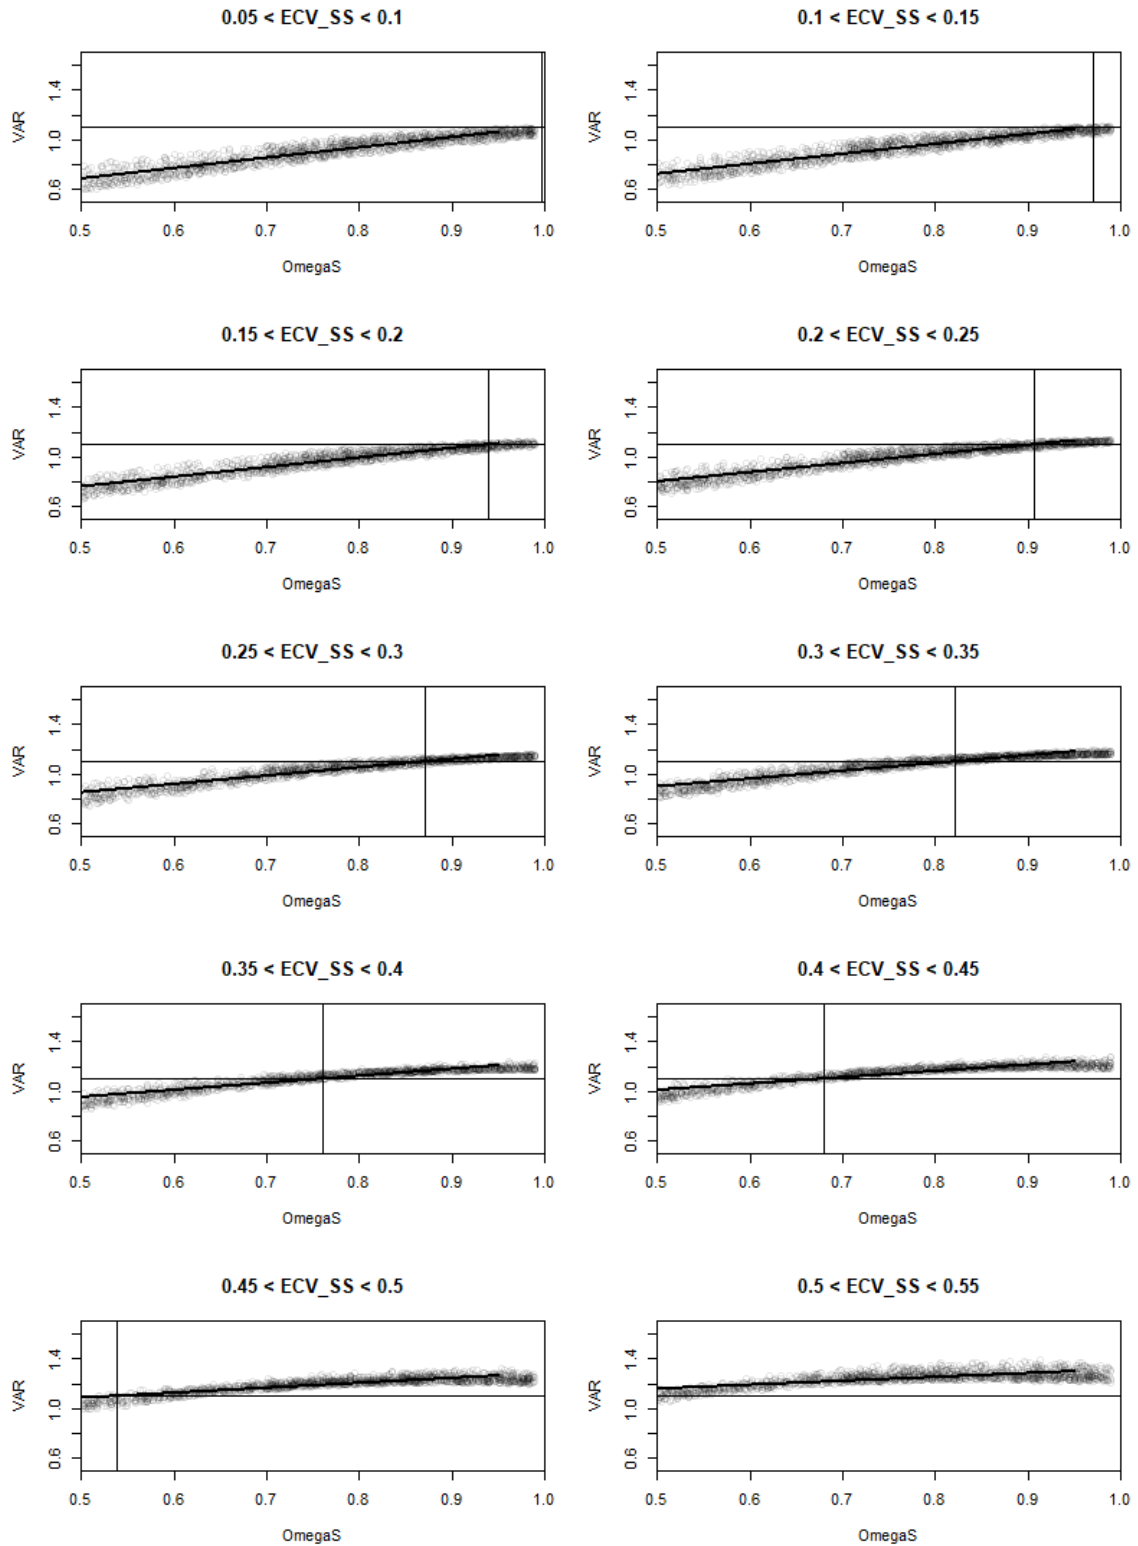 0.05 < ECV_SS < 0.1
VAR
0.6 1.0 1.4
0.5 0.6 0.7 0.8 0.9 1.0
OmegaS
0.1 < ECV_SS < 0.15
VAR
0.6 1.0 1.4
0.5 0.6 0.7 0.8 0.9 1.0
OmegaS
0.15 < ECV_SS < 0.2
VAR
0.6 1.0 1.4
0.5 0.6 0.7 0.8 0.9 1.0
OmegaS
0.2 < ECV_SS < 0.25
VAR
0.6 1.0 1.4
0.5 0.6 0.7 0.8 0.9 1.0
OmegaS
0.25 < ECV_SS < 0.3
VAR
0.6 1.0 1.4
0.5 0.6 0.7 0.8 0.9 1.0
OmegaS
0.3 < ECV_SS < 0.35
VAR
0.6 1.0 1.4
0.5 0.6 0.7 0.8 0.9 1.0
OmegaS
0.35 < ECV_SS < 0.4
VAR
0.6 1.0 1.4
0.5 0.6 0.7 0.8 0.9 1.0
OmegaS
0.4 < ECV_SS < 0.45
VAR
0.6 1.0 1.4
0.5 0.6 0.7 0.8 0.9 1.0
OmegaS
0.45 < ECV_SS < 0.5
VAR
0.6 1.0 1.4
0.5 0.6 0.7 0.8 0.9 1.0
OmegaS
0.5 < ECV_SS < 0.55
VAR
0.6 1.0 1.4
0.5 0.6 0.7 0.8 0.9 1.0
OmegaS